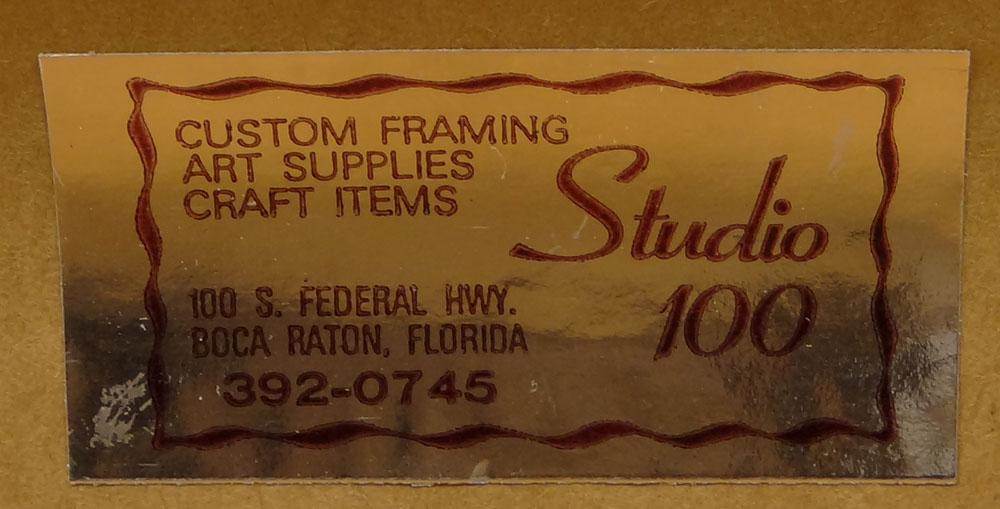 CUSTOM FRAMING
ART SUPPLIES
CRAFT ITEMS
Studio
100
100 S. FEDERAL HWY.
BOCA RATON, FLORIDA
392-0745